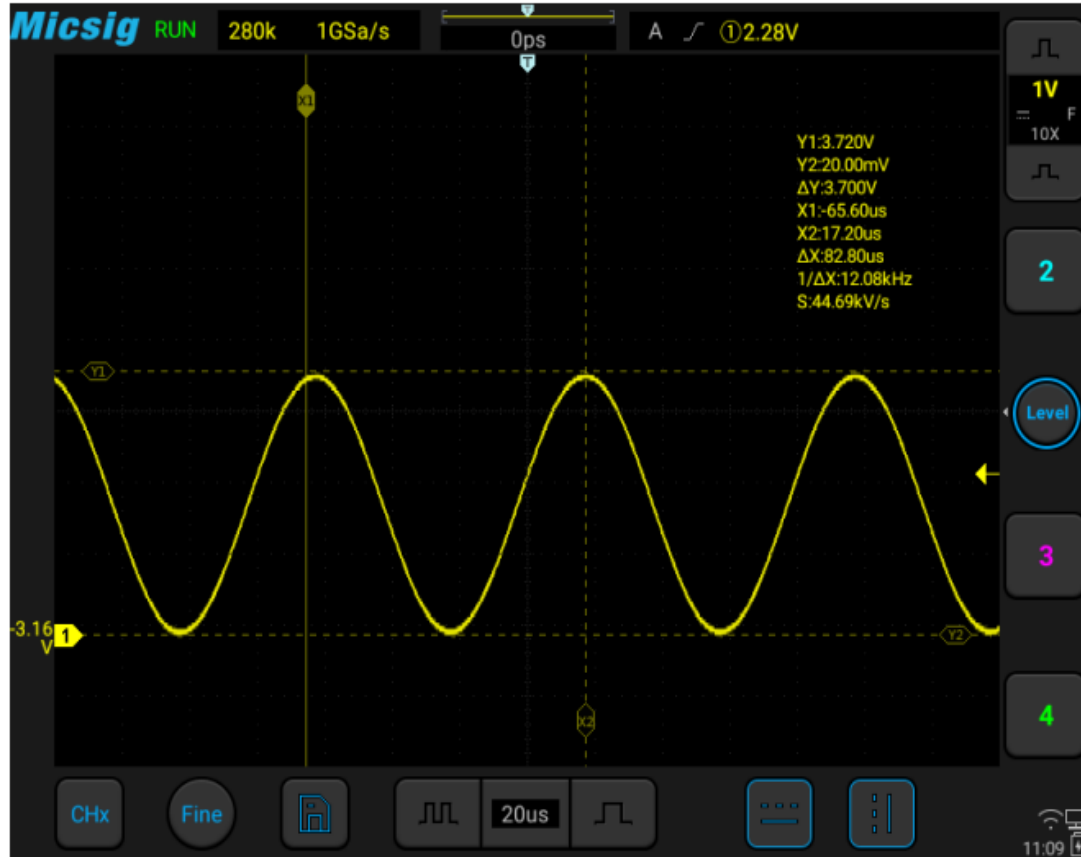 Micsig RUN 280k 1GSa/s T 0ps A ①2.28V
T
X1
1V
F
10X
Y1:3.720V
Y2:20.00mV
ΔY:3.700V
X1:-65.60us
X2:17.20us
ΔX:82.80us
1/ΔX:12.08kHz
S:44.69kV/s
2
Y1
Level
3
-3.16
V
1
Y2
4
X2
CHx Fine 20us
11:09